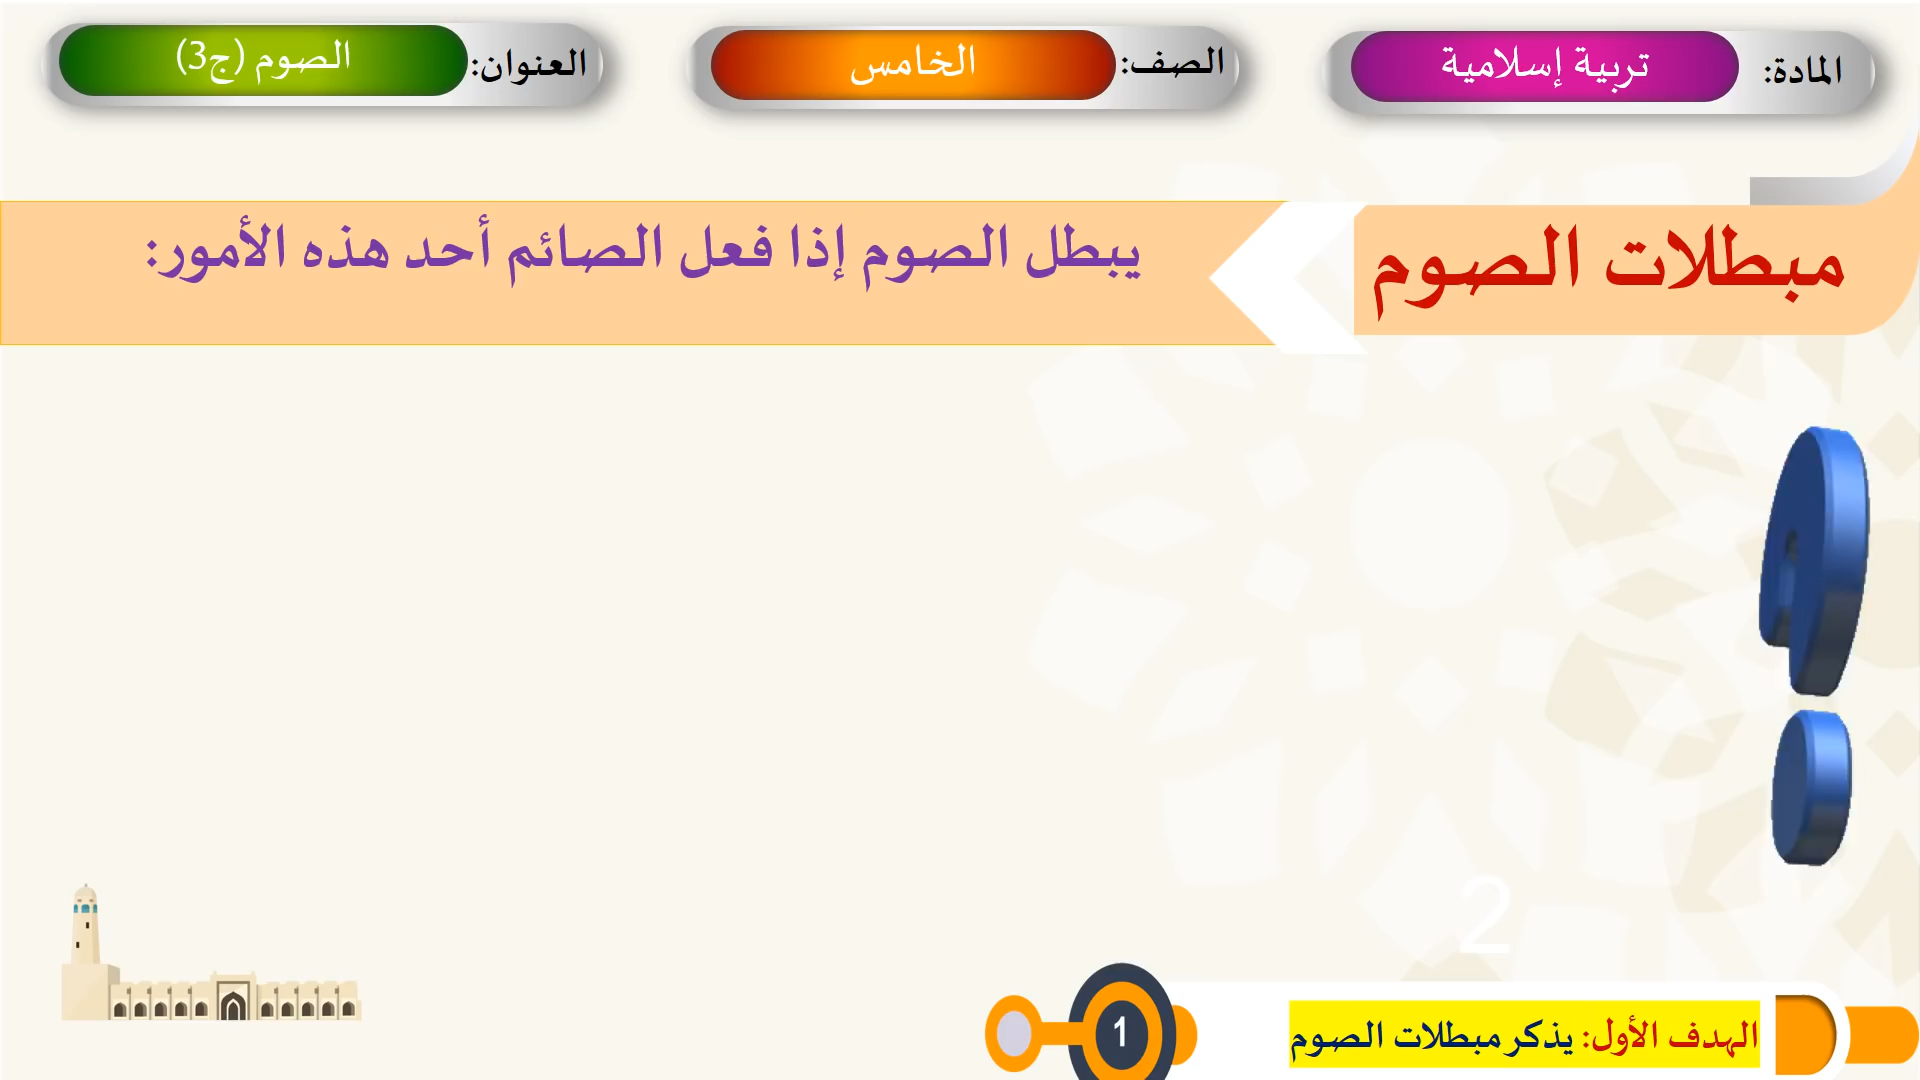 المادة: تربية إسلامية
الصف: الخامس
العنوان: الصوم (ج3)
مبطلات الصوم
يبطل الصوم إذا فعل الصائم أحد هذه الأمور:
2
الهدف الأول: يذكر مبطلات الصوم
1